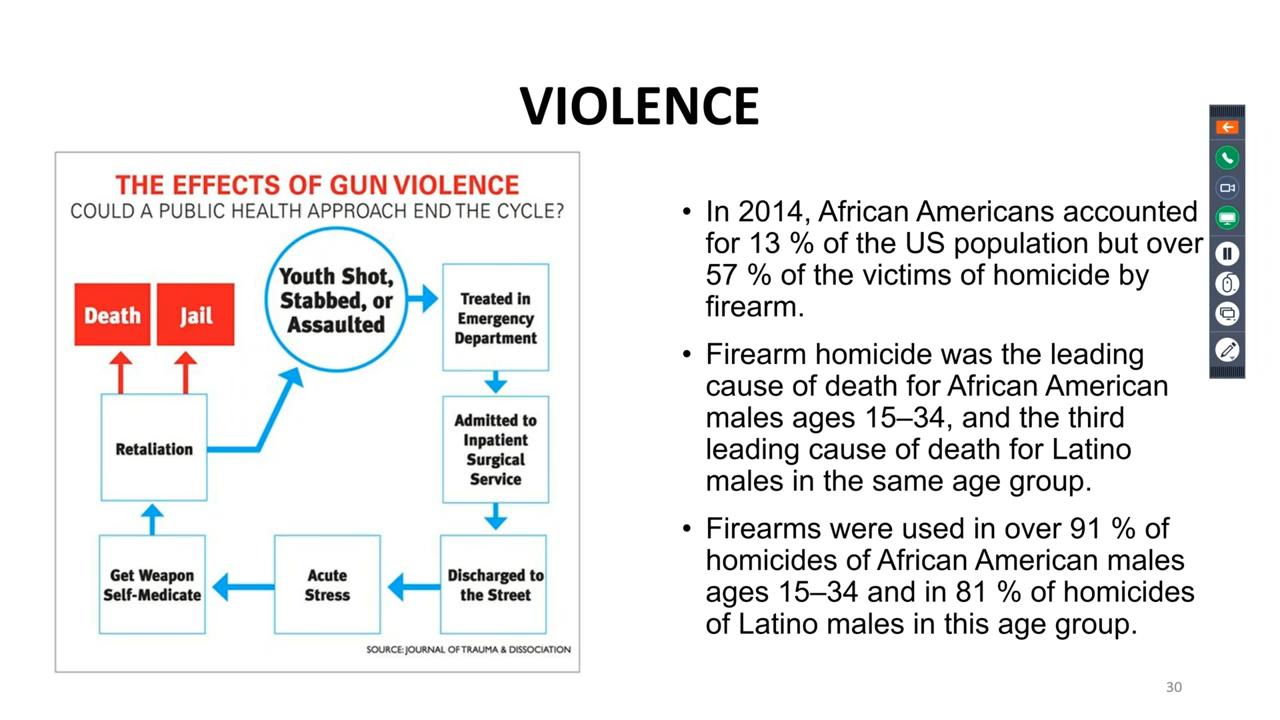 VIOLENCE
THE EFFECTS OF GUN VIOLENCE
COULD A PUBLIC HEALTH APPROACH END THE CYCLE?
Youth Shot,
Stabbed, or
Assaulted
Treated in
Emergency
Department
Admitted to
Inpatient
Surgical
Service
Discharged to
the Street
Acute
Stress
Get Weapon
Self-Medicate
Retaliation
Death
Jail
SOURCE: JOURNAL OF TRAUMA & DISSOCIATION
• In 2014, African Americans accounted
for 13 % of the US population but over
57 % of the victims of homicide by
firearm.
• Firearm homicide was the leading
cause of death for African American
males ages 15–34, and the third
leading cause of death for Latino
males in the same age group.
• Firearms were used in over 91 % of
homicides of African American males
ages 15–34 and in 81 % of homicides
of Latino males in this age group.
30